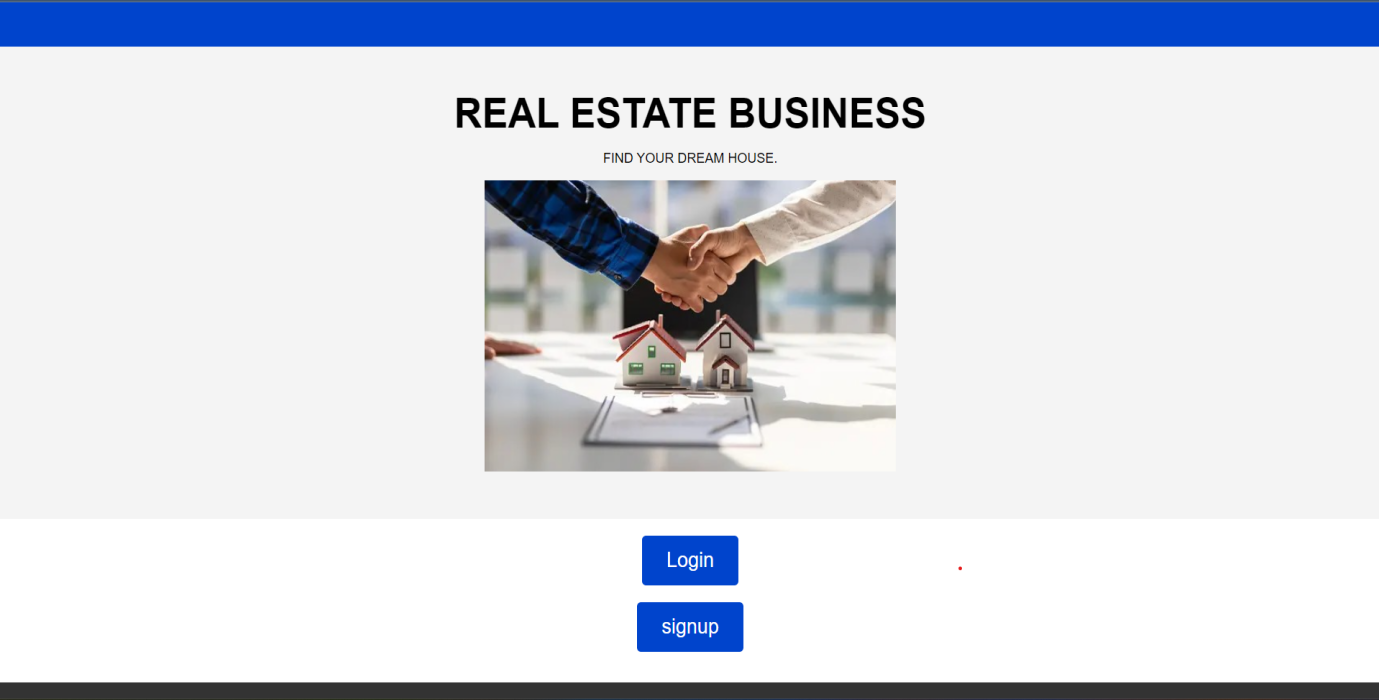 REAL ESTATE BUSINESS
FIND YOUR DREAM HOUSE.
Login
signup